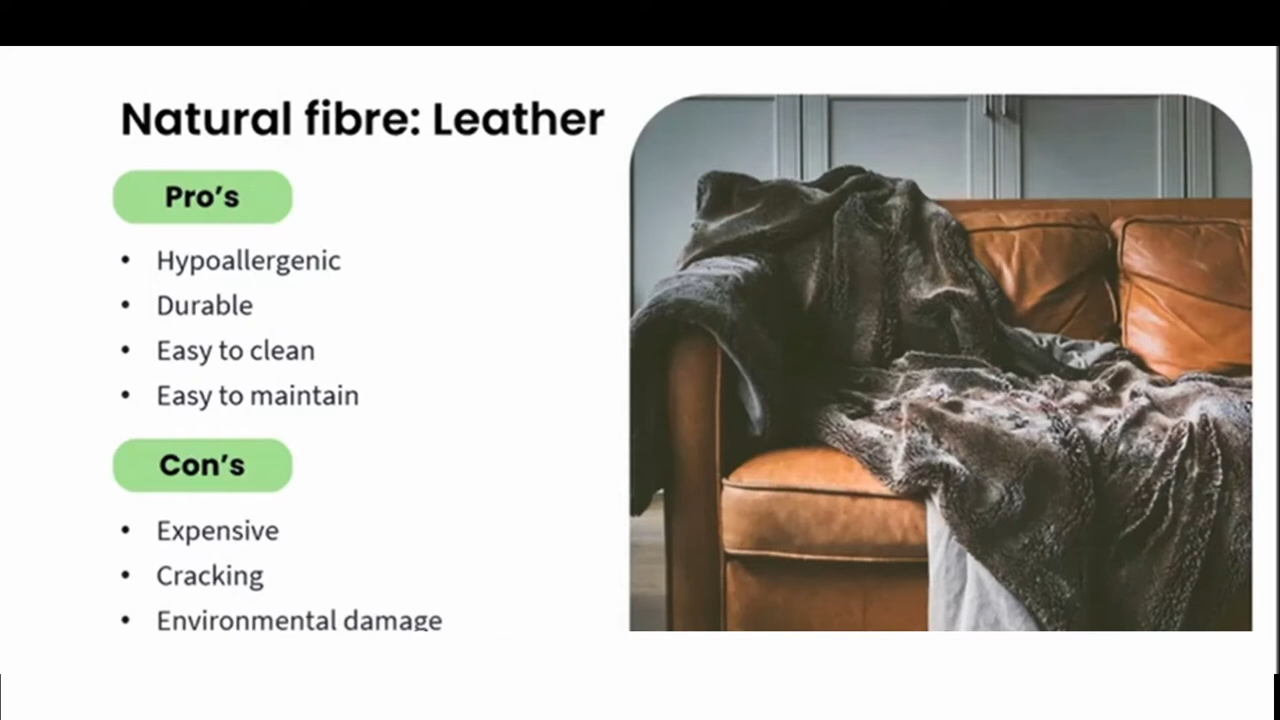 Natural fibre: Leather
Pro’s
• Hypoallergenic
• Durable
• Easy to clean
• Easy to maintain
Con’s
• Expensive
• Cracking
• Environmental damage